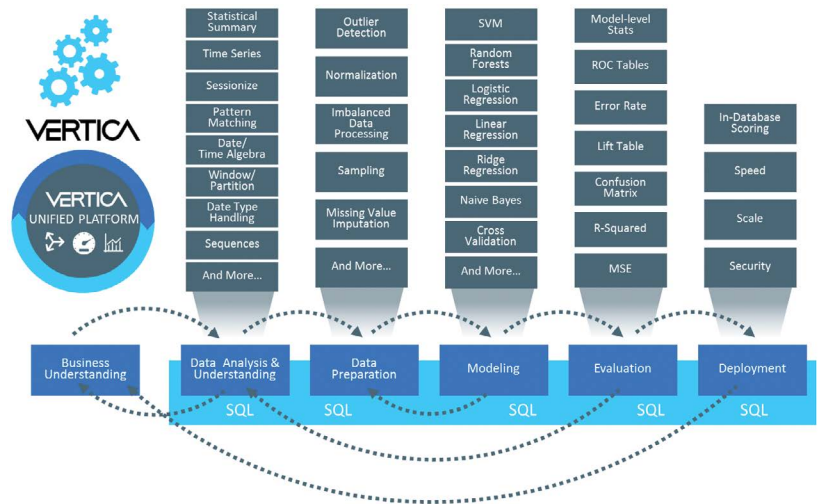 VERTICA
VERTICA
UNIFIED PLATFORM
Statistical
Summary
Time Series
Sessionize
Pattern
Matching
Date/
Time Algebra
Window/
Partition
Date Type
Handling
Sequences
And More...
Outlier
Detection
Normalization
Imbalanced
Data
Processing
Sampling
Missing Value
Imputation
And More...
SVM
Random
Forests
Logistic
Regression
Linear
Regression
Ridge
Regression
Naive Bayes
Cross
Validation
And More...
Model-level
Stats
ROC Tables
Error Rate
Lift Table
Confusion
Matrix
R-Squared
MSE
In-Database
Scoring
Speed
Scale
Security
Business
Understanding
Data Analysis &
Understanding
Data
Preparation
Modeling
Evaluation
Deployment
SQL
SQL
SQL
SQL
SQL